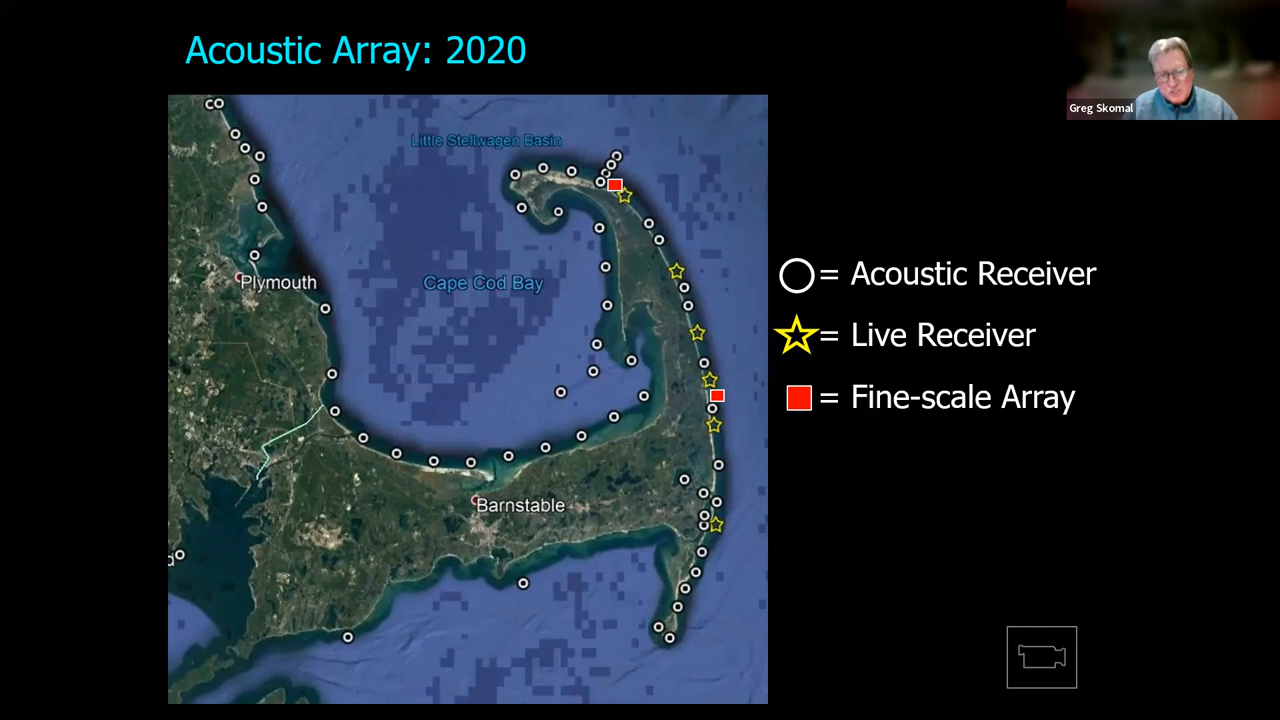 Acoustic Array: 2020
Greg Skomal
Little Stellwagen Basin
Plymouth
Cape Cod Bay
Barnstable
= Acoustic Receiver
= Live Receiver
= Fine-scale Array